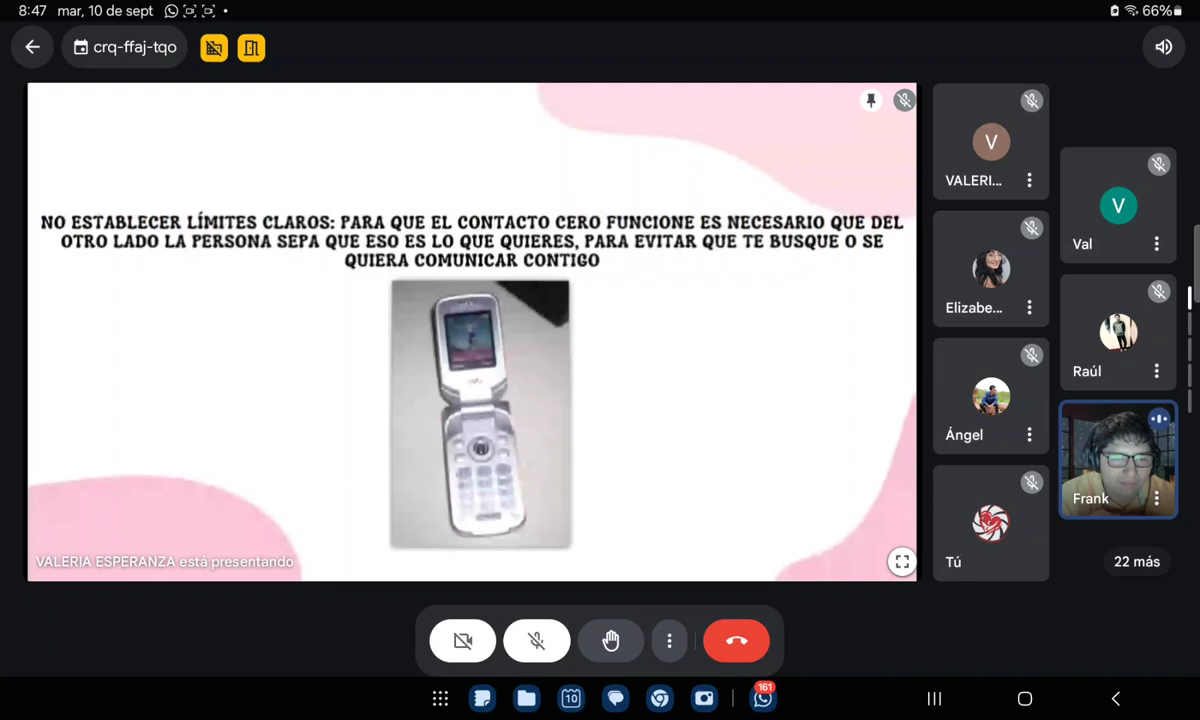 8:47 mar, 10 de sept
66%
crq-ffaj-tqo
NO ESTABLECER LÍMITES CLAROS: PARA QUE EL CONTACTO CERO FUNCIONE ES NECESARIO QUE DEL
OTRO LADO LA PERSONA SEPA QUE ESO ES LO QUE QUIERES, PARA EVITAR QUE TE BUSQUE O SE
QUIERA COMUNICAR CONTIGO
VALERIA ESPERANZA está presentando
V
VALERI...
V
Val
Elizabe...
Raúl
Ángel
Frank
Tú
22 más
10
161